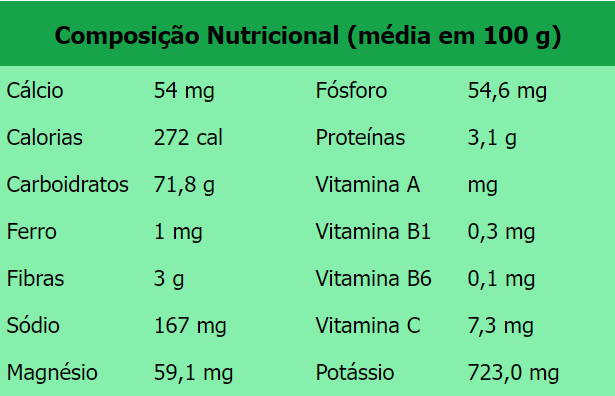 Composição Nutricional (média em 100 g)
Cálcio 54 mg Fósforo 54,6 mg
Calorias 272 cal Proteínas 3,1 g
Carboidratos 71,8 g Vitamina A mg
Ferro 1 mg Vitamina B1 0,3 mg
Fibras 3 g Vitamina B6 0,1 mg
Sódio 167 mg Vitamina C 7,3 mg
Magnésio 59,1 mg Potássio 723,0 mg